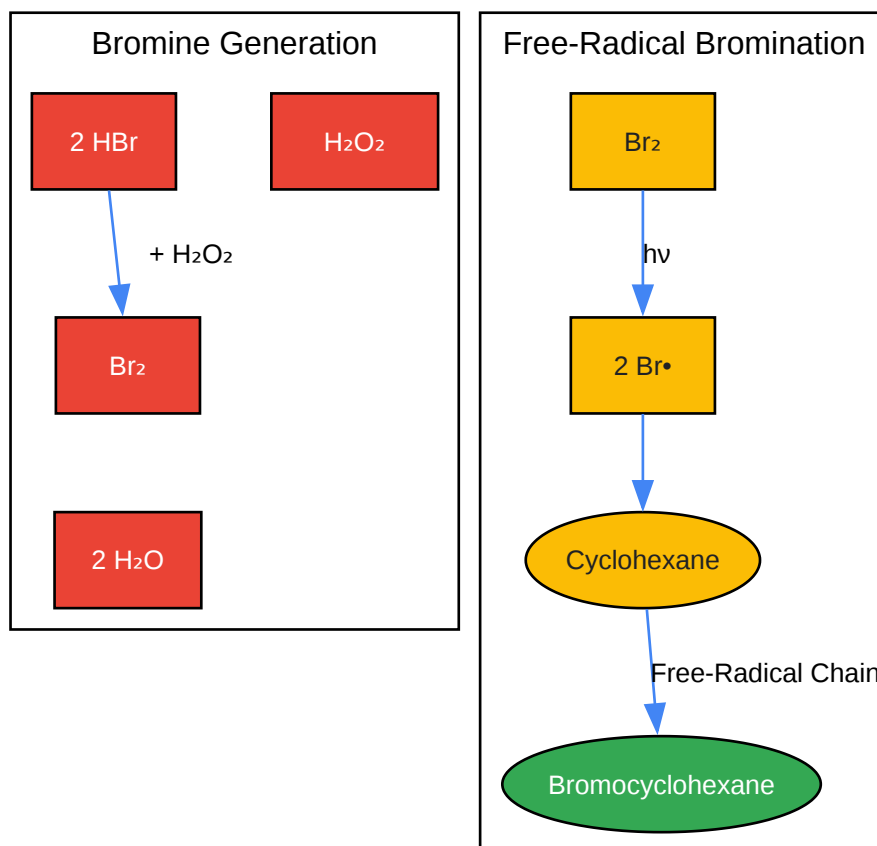 Bromine Generation
2 HBr
H₂O₂
+ H₂O₂
Br₂
2 H₂O
Free-Radical Bromination
Br₂
hν
2 Br•
Cyclohexane
Free-Radical Chain
Bromocyclohexane